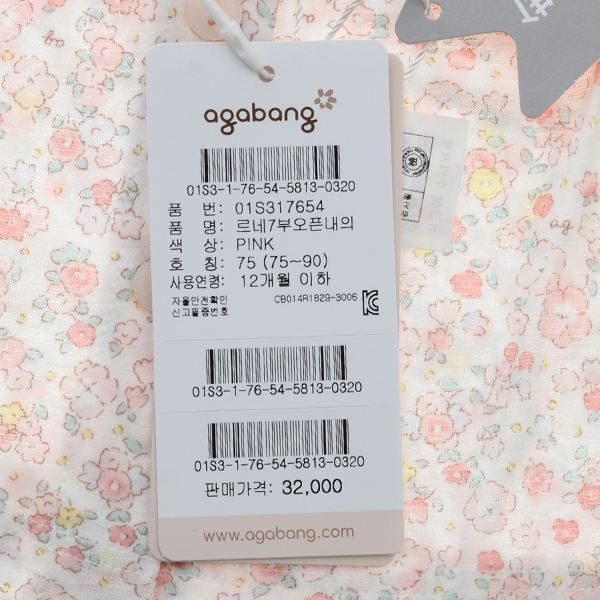 agabang
01S3-1-76-54-5813-0320
품 번: 01S317654
품 명: 르네7부오픈내의
색 상: PINK
호 칭: 75 (75~90)
사용연령: 12개월 이하
자율안전확인 CB014R1829-3006
신고필증번호
01S3-1-76-54-5813-0320
01S3-1-76-54-5813-0320
판매가격: 32,000
www.agabang.com